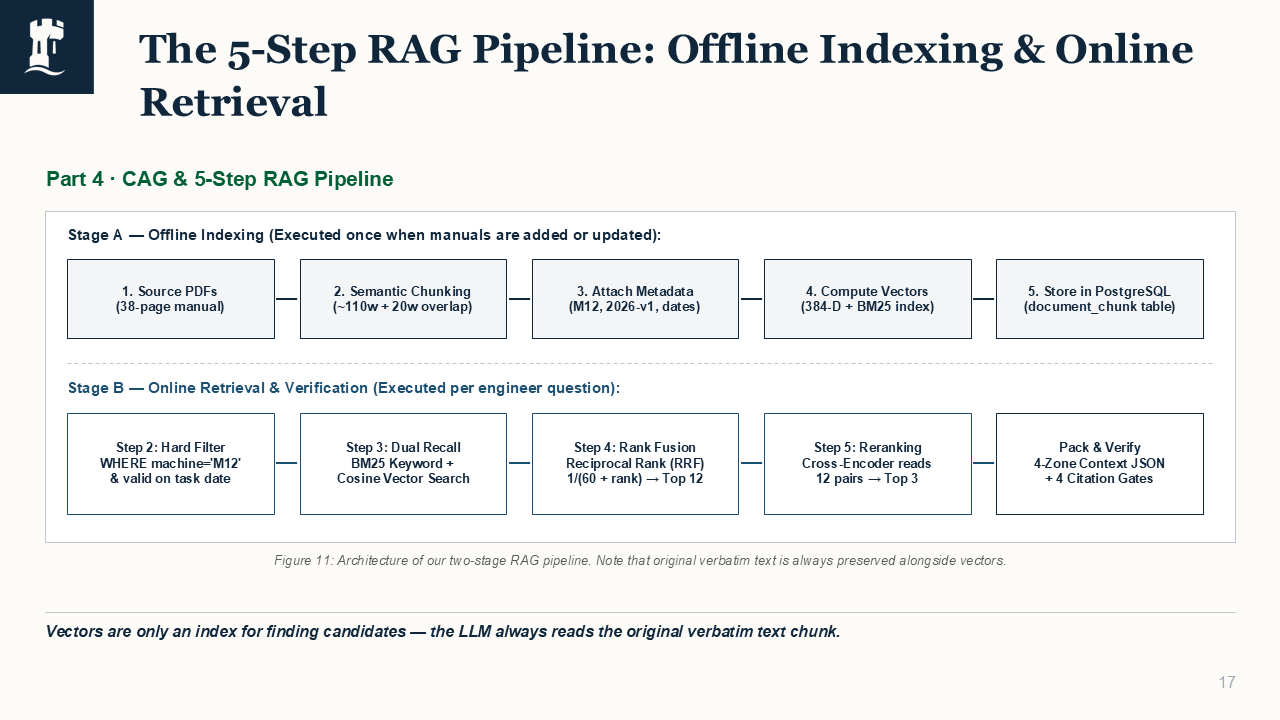 The 5-Step RAG Pipeline: Offline Indexing & Online
Retrieval
Part 4 · CAG & 5-Step RAG Pipeline
Stage A — Offline Indexing (Executed once when manuals are added or updated):
1. Source PDFs
(38-page manual)
2. Semantic Chunking
(~110w + 20w overlap)
3. Attach Metadata
(M12, 2026-v1, dates)
4. Compute Vectors
(384-D + BM25 index)
5. Store in PostgreSQL
(document_chunk table)
Stage B — Online Retrieval & Verification (Executed per engineer question):
Step 2: Hard Filter
WHERE machine='M12'
& valid on task date
Step 3: Dual Recall
BM25 Keyword +
Cosine Vector Search
Step 4: Rank Fusion
Reciprocal Rank (RRF)
1/(60 + rank) → Top 12
Step 5: Reranking
Cross-Encoder reads
12 pairs → Top 3
Pack & Verify
4-Zone Context JSON
+ 4 Citation Gates
Figure 11: Architecture of our two-stage RAG pipeline. Note that original verbatim text is always preserved alongside vectors.
Vectors are only an index for finding candidates — the LLM always reads the original verbatim text chunk.
17